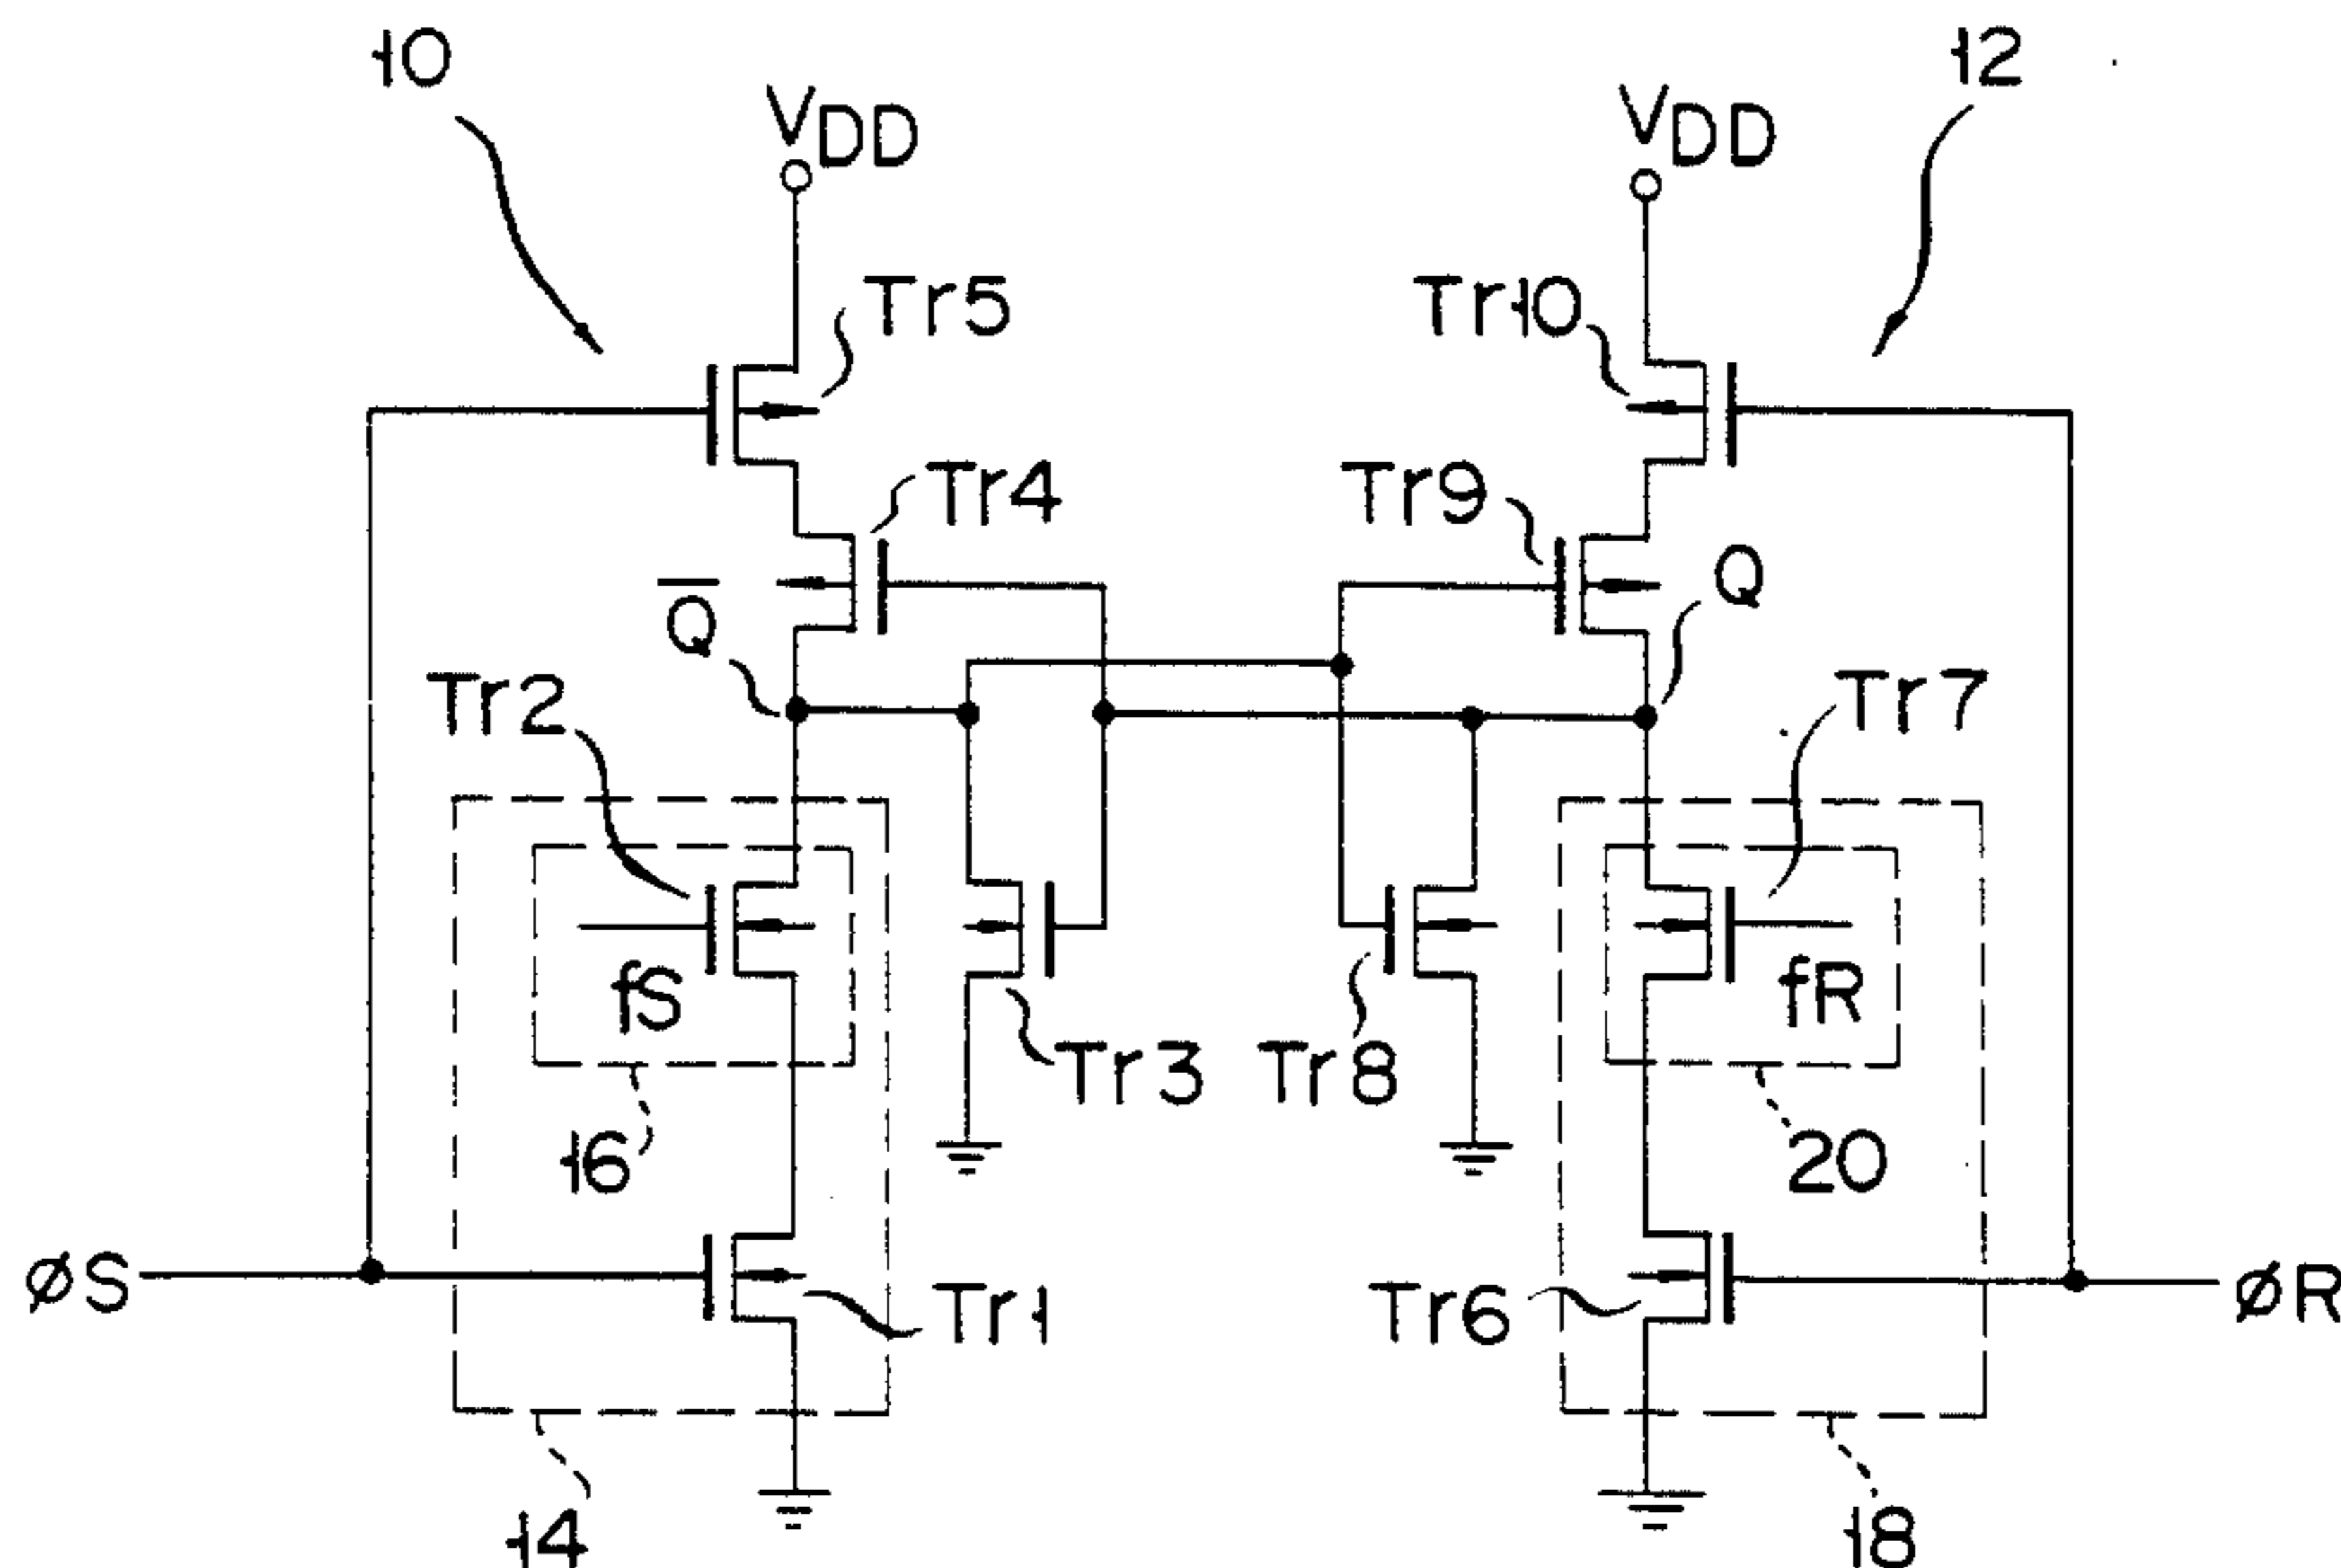 10
12
VDD
VDD
Tr5
Tr10
Tr4
Tr9
Q̅
Q
Tr2
Tr7
fS
fR
Tr3
Tr8
16
20
øS
Tr1
Tr6
øR
14
18